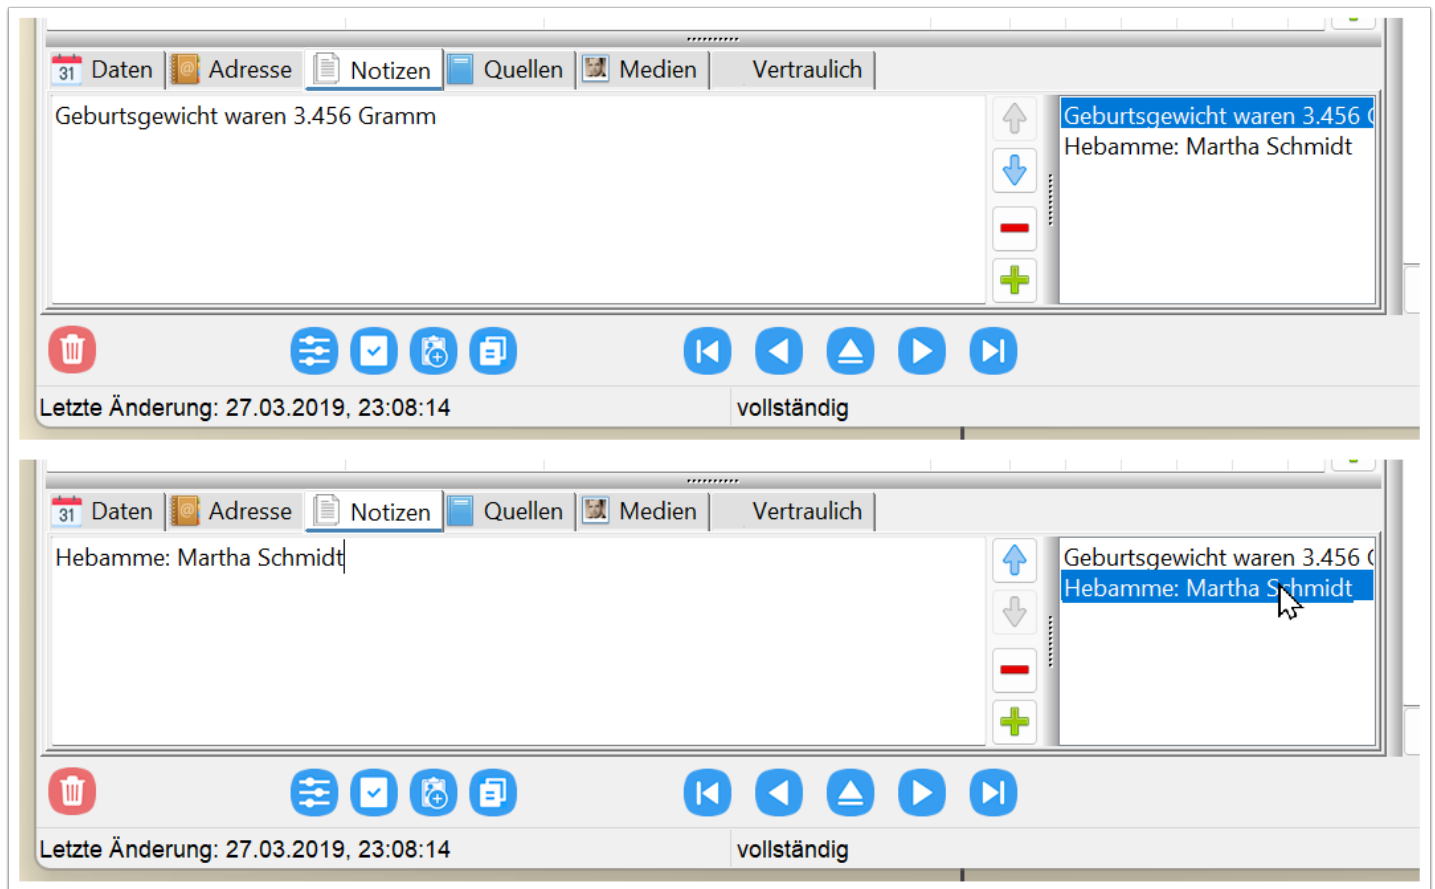 31 Daten @ Adresse Notizen Quellen Medien Vertraulich
Geburtsgewicht waren 3.456 Gramm
Geburtsgewicht waren 3.456
Hebamme: Martha Schmidt
Letzte Änderung: 27.03.2019, 23:08:14 vollständig
31 Daten @ Adresse Notizen Quellen Medien Vertraulich
Hebamme: Martha Schmidt
Geburtsgewicht waren 3.456
Hebamme: Martha Schmidt
Letzte Änderung: 27.03.2019, 23:08:14 vollständig